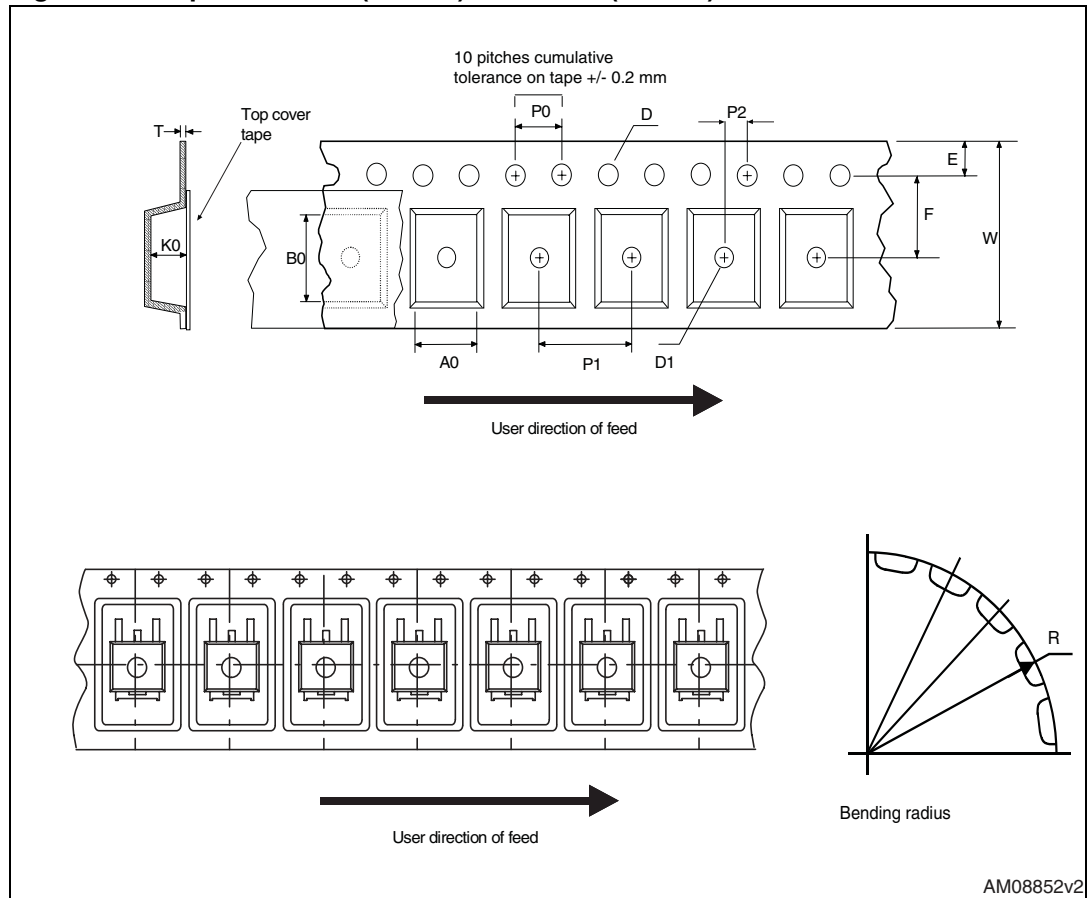 10 pitches cumulative
tolerance on tape +/- 0.2 mm
Top cover
tape
T
P0
D
P2
E
F
W
K0
B0
A0
P1
D1
User direction of feed
R
Bending radius
User direction of feed
AM08852v2